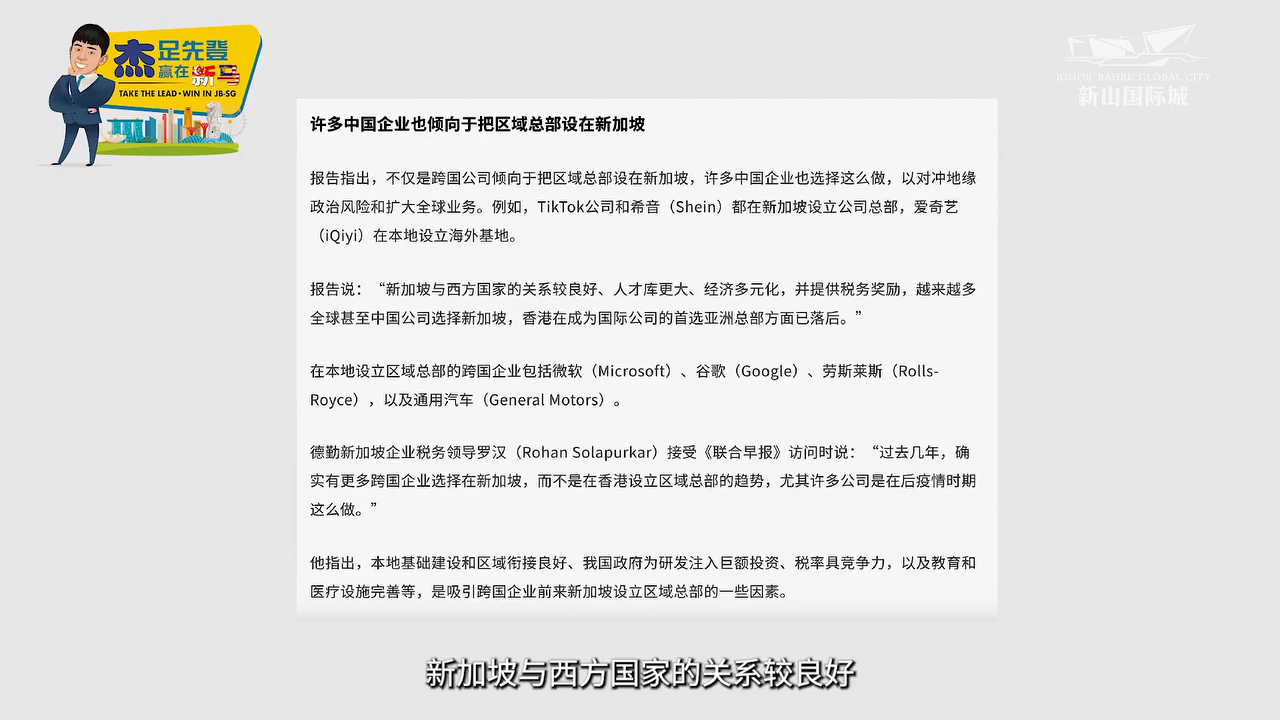 杰足先登
赢在新马
TAKE THE LEAD•WIN IN JB-SG
JOHOR BAHRU GLOBAL CITY
新山国际城
许多中国企业也倾向于把区域总部设在新加坡
报告指出，不仅是跨国公司倾向于把区域总部设在新加坡，许多中国企业也选择这么做，以对冲地缘
政治风险和扩大全球业务。例如，TikTok公司和希音（Shein）都在新加坡设立公司总部，爱奇艺
（iQiyi）在本地设立海外基地。
报告说：“新加坡与西方国家的关系较良好、人才库更大、经济多元化，并提供税务奖励，越来越多
全球甚至中国公司选择新加坡，香港在成为国际公司的首选亚洲总部方面已落后。”
在本地设立区域总部的跨国企业包括微软（Microsoft）、谷歌（Google）、劳斯莱斯（Rolls-
Royce），以及通用汽车（General Motors）。
德勤新加坡企业税务领导罗汉（Rohan Solapurkar）接受《联合早报》访问时说：“过去几年，确
实有更多跨国企业选择在新加坡，而不是在香港设立区域总部的趋势，尤其许多公司是在后疫情时期
这么做。”
他指出，本地基础建设和区域衔接良好、我国政府为研发注入巨额投资、税率具竞争力，以及教育和
医疗设施完善等，是吸引跨国企业前来新加坡设立区域总部的一些因素。
新加坡与西方国家的关系较良好